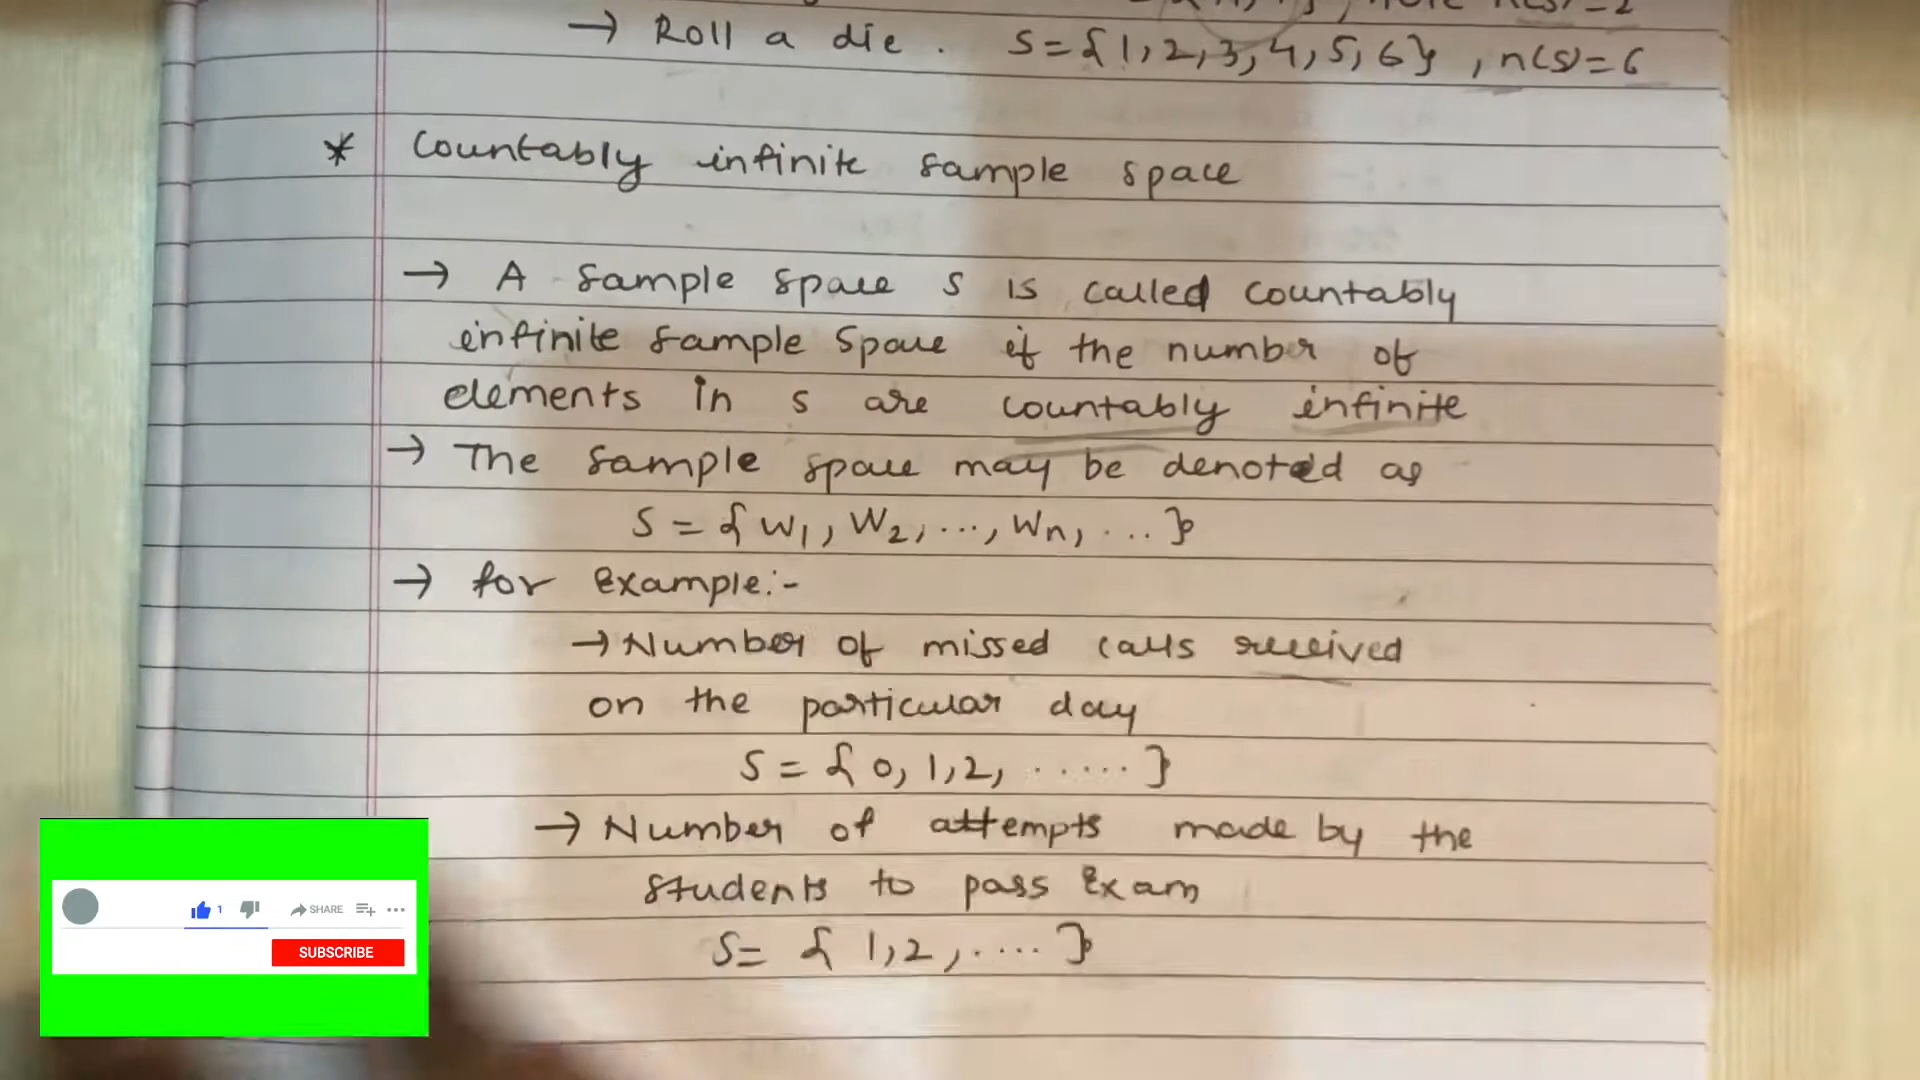 n(s)=2
→ Roll a die. S={1,2,3,4,5,6}, n(s)=6
* Countably infinite sample space
→ A sample space s is called countably
infinite sample space if the number of
elements in s are countably infinite
→ The sample space may be denoted as
S = {W1, W2, ..., Wn, ...}
→ for Example:-
→ Number of missed calls received
on the particular day
S = {0,1,2, ......}
→ Number of attempts made by the
students to pass Exam
S= { 1,2,.....}
1 SHARE
SUBSCRIBE